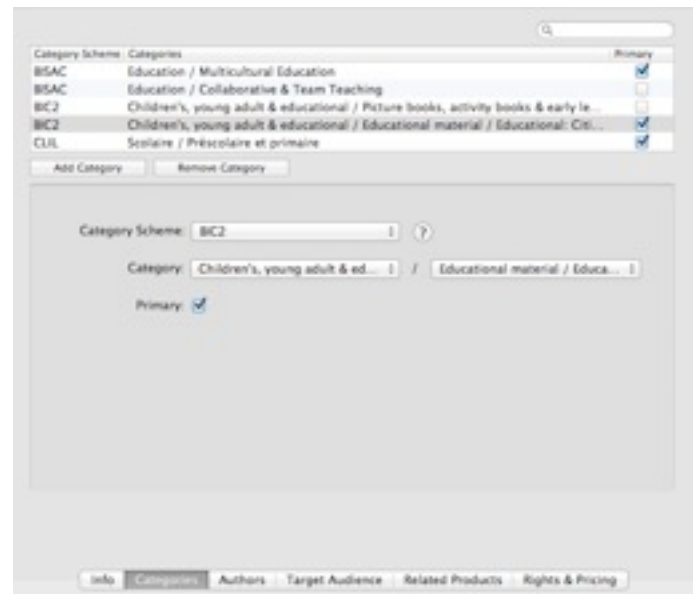 Category Scheme Categories Primary
BISAC Education / Multicultural Education
BISAC Education / Collaborative & Team Teaching
BIC2 Children's, young adult & educational / Picture books, activity books & early le...
BIC2 Children's, young adult & educational / Educational material / Educational: Citi...
CLIL Scolaire / Préscolaire et primaire
Add Category Remove Category
Category Scheme: BIC2 ?
Category: Children's, young adult & ed... / Educational material / Educa...
Primary:
Info Categories Authors Target Audience Related Products Rights & Pricing